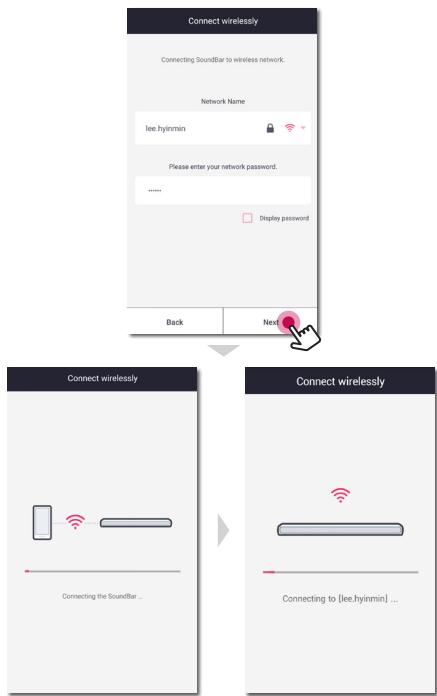 Connect wirelessly
Connecting SoundBar to wireless network.
Network Name
lee.hyinmin
Please enter your network password.
······
Display password
Back
Next
Connect wirelessly
Connecting the SoundBar ...
Connect wirelessly
Connecting to [lee.hyinmin] ...